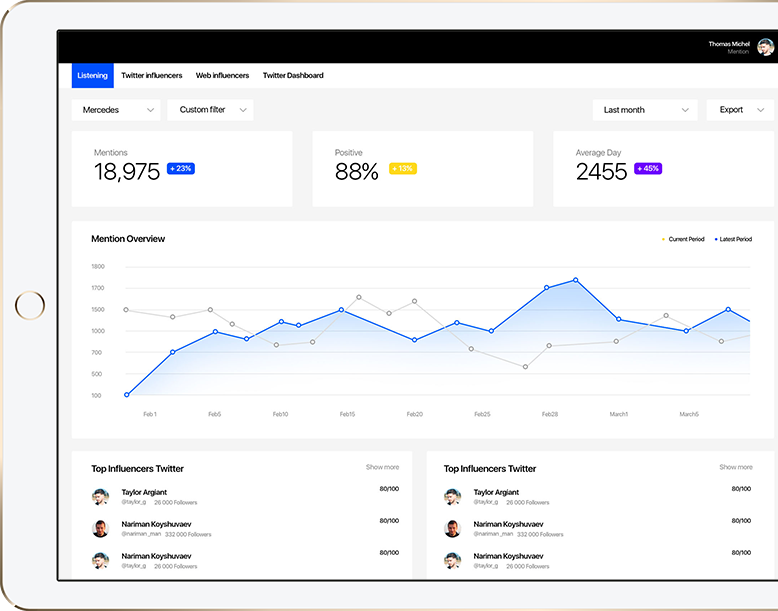 Thomas Michel
Mention
Listening Twitter influencers Web influencers Twitter Dashboard
Mercedes Custom filter Last month Export
Mentions Positive Average Day
18,975 + 23% 88% + 13% 2455 + 45%
Mention Overview Current Period Latest Period
1800
1700
1500
1000
700
500
100
Feb 1 Feb5 Feb10 Feb15 Feb20 Feb25 Feb28 March1 March5
Top Influencers Twitter Show more Top Influencers Twitter Show more
Taylor Argiant 80/100 Taylor Argiant 80/100
@taylor_g 26 000 Followers @taylor_g 26 000 Followers
Nariman Koyshuvaev 80/100 Nariman Koyshuvaev 80/100
@nariman_man 332 000 Followers @nariman_man 332 000 Followers
Nariman Koyshuvaev 80/100 Nariman Koyshuvaev 80/100
@taylor_g 26 000 Followers @taylor_g 26 000 Followers